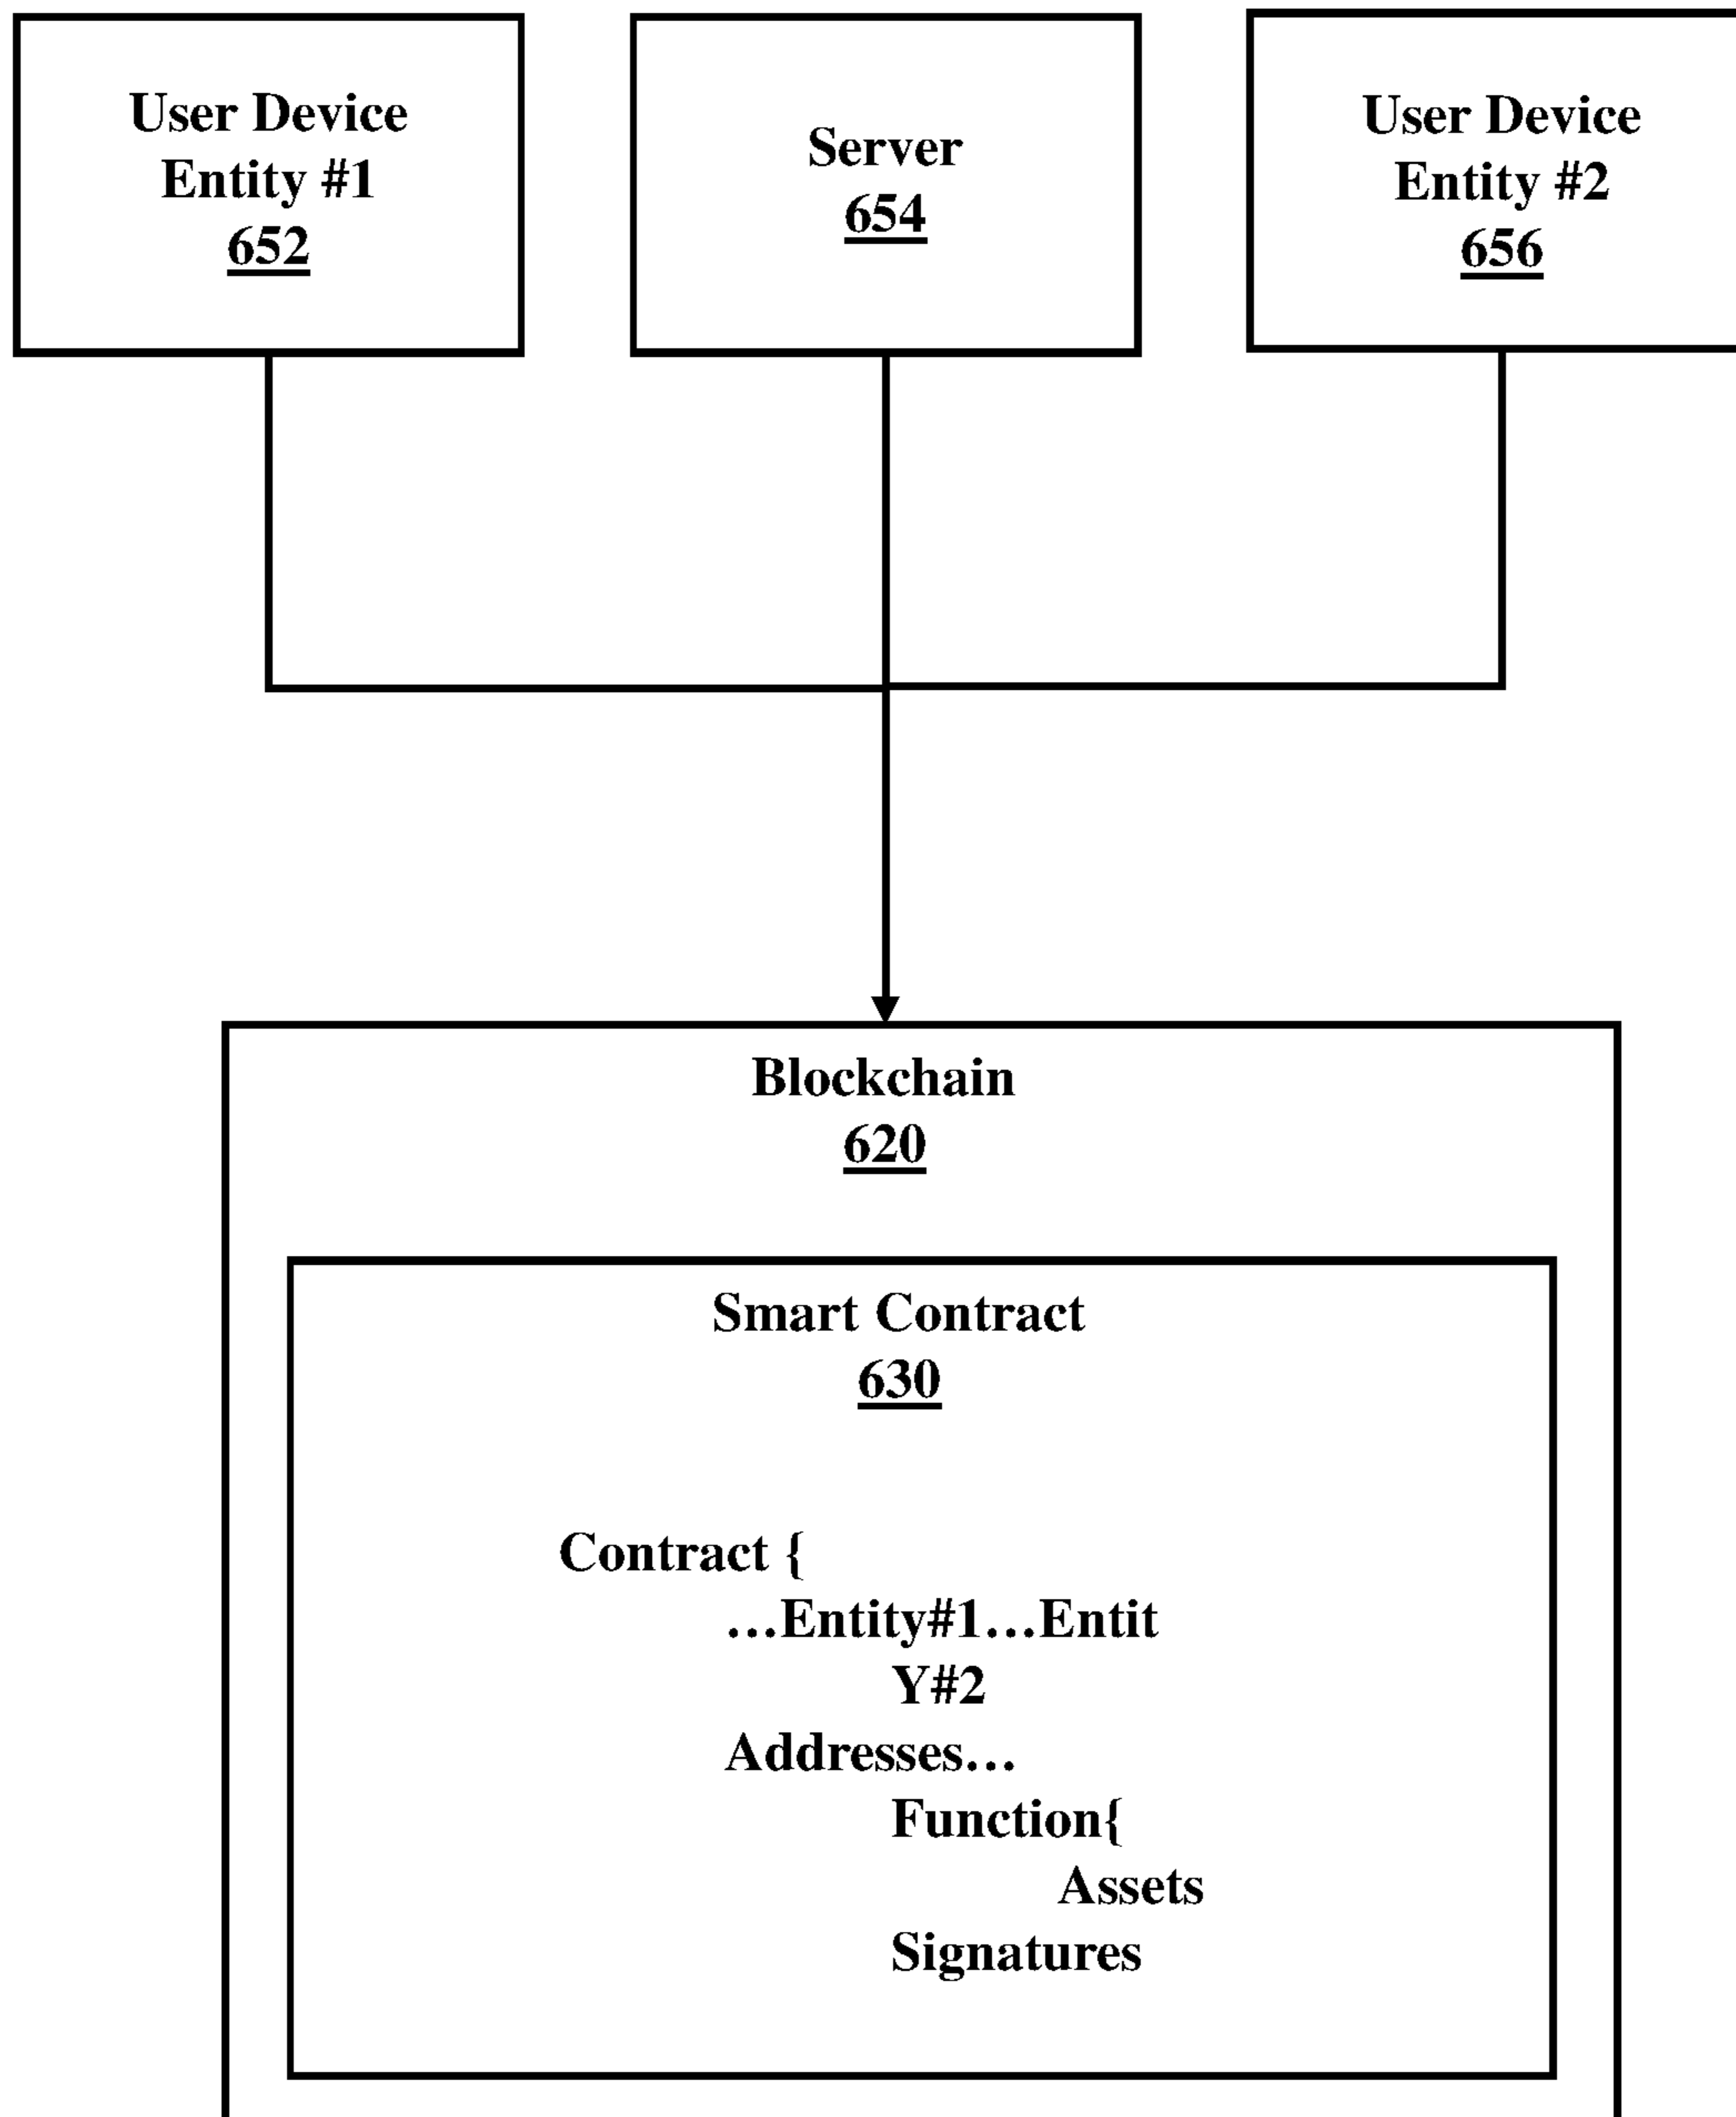 User Device
Entity #1
652
Server
654
User Device
Entity #2
656
Blockchain
620
Smart Contract
630
Contract {
…Entity#1…Entit
Y#2
Addresses…
Function{
Assets
Signatures